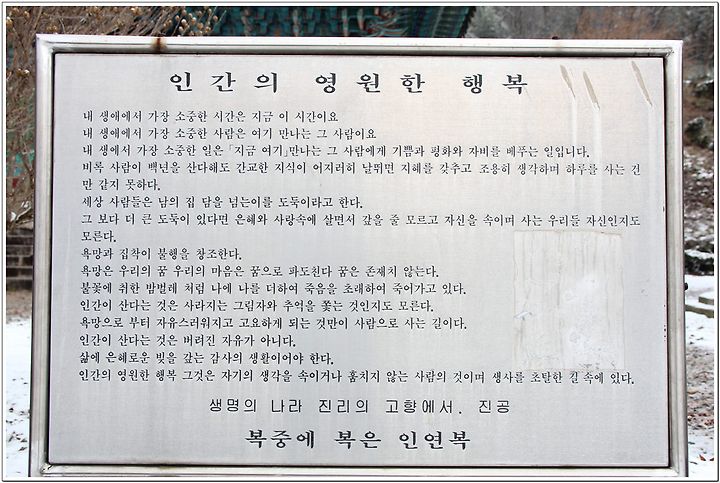 인간의 영원한 행복
내 생애에서 가장 소중한 시간은 지금 이 시간이요
내 생애에서 가장 소중한 사람은 여기 만나는 그 사람이요
내 생에서 가장 소중한 일은「지금 여기」만나는 그 사람에게 기쁨과 평화와 자비를 베푸는 일입니다.
비록 사람이 백년을 산다해도 간교한 지식이 어지러히 날뛰면 지혜를 갖추고 조용히 생각하며 하루를 사는 건
만 같지 못하다.
세상 사람들은 남의 집 담을 넘는이를 도둑이라고 한다.
그 보다 더 큰 도둑이 있다면 은혜와 사랑속에 살면서 갚을 줄 모르고 자신을 속이며 사는 우리들 자신인지도
모른다.
욕망과 집착이 불행을 창조한다.
욕망은 우리의 꿈 우리의 마음은 꿈으로 파도친다 꿈은 존재치 않는다.
불꽃에 취한 밤벌레 처럼 나에 나를 더하여 죽음을 초래하여 죽어가고 있다.
인간이 산다는 것은 사라지는 그림자와 추억을 쫓는 것인지도 모른다.
욕망으로 부터 자유스러워지고 고요하게 되는 것만이 사람으로 사는 길이다.
인간이 산다는 것은 버려진 자유가 아니다.
삶에 은혜로운 빚을 갚는 감사의 생활이어야 한다.
인간의 영원한 행복 그것은 자기의 생각을 속이거나 훔치지 않는 사람의 것이며 생사를 초탈한 길 속에 있다.
생명의 나라 진리의 고향에서. 진공
복중에 복은 인연복